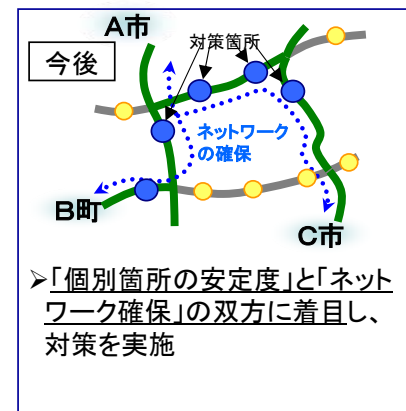 A市
対策箇所
今後
ネットワーク
の確保
B町
C市
➢「個別箇所の安定度」と「ネット
ワーク確保」の双方に着目し、
対策を実施